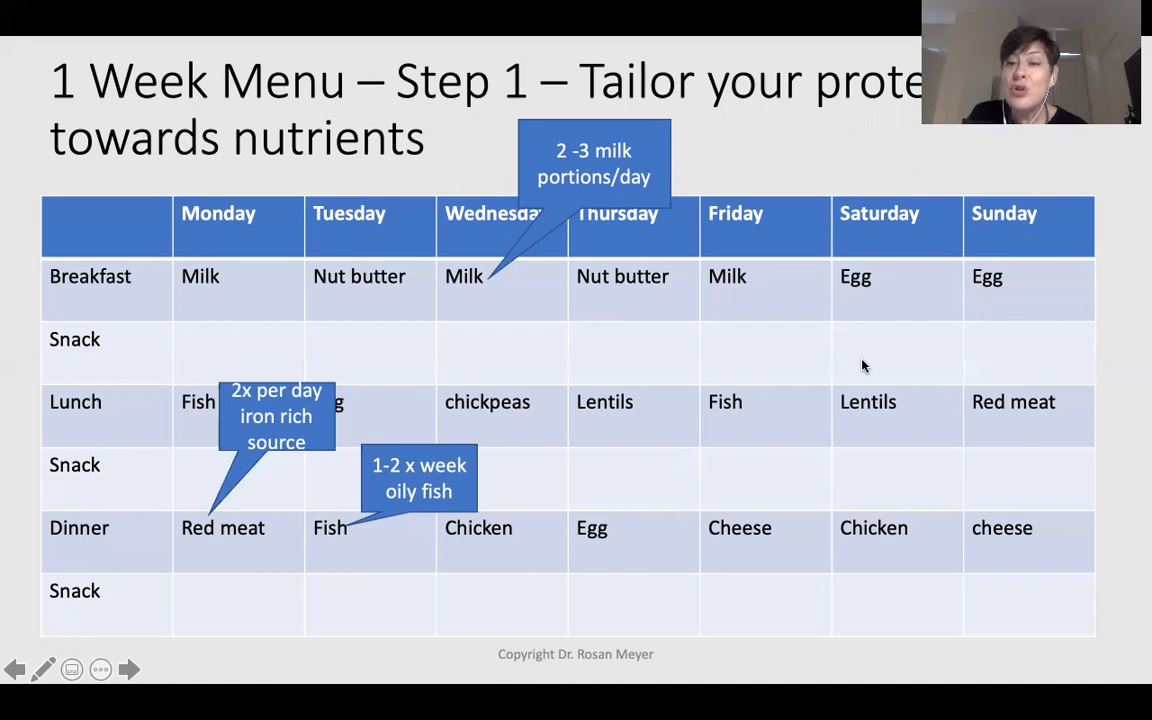 1 Week Menu – Step 1 – Tailor your prote
towards nutrients
2 -3 milk
portions/day
Monday Tuesday Wednesda Thursday Friday Saturday Sunday
Breakfast Milk Nut butter Milk Nut butter Milk Egg Egg
Snack
2x per day
iron rich
source
Lunch Fish chickpeas Lentils Fish Lentils Red meat
Snack
1-2 x week
oily fish
Dinner Red meat Fish Chicken Egg Cheese Chicken cheese
Snack
Copyright Dr. Rosan Meyer